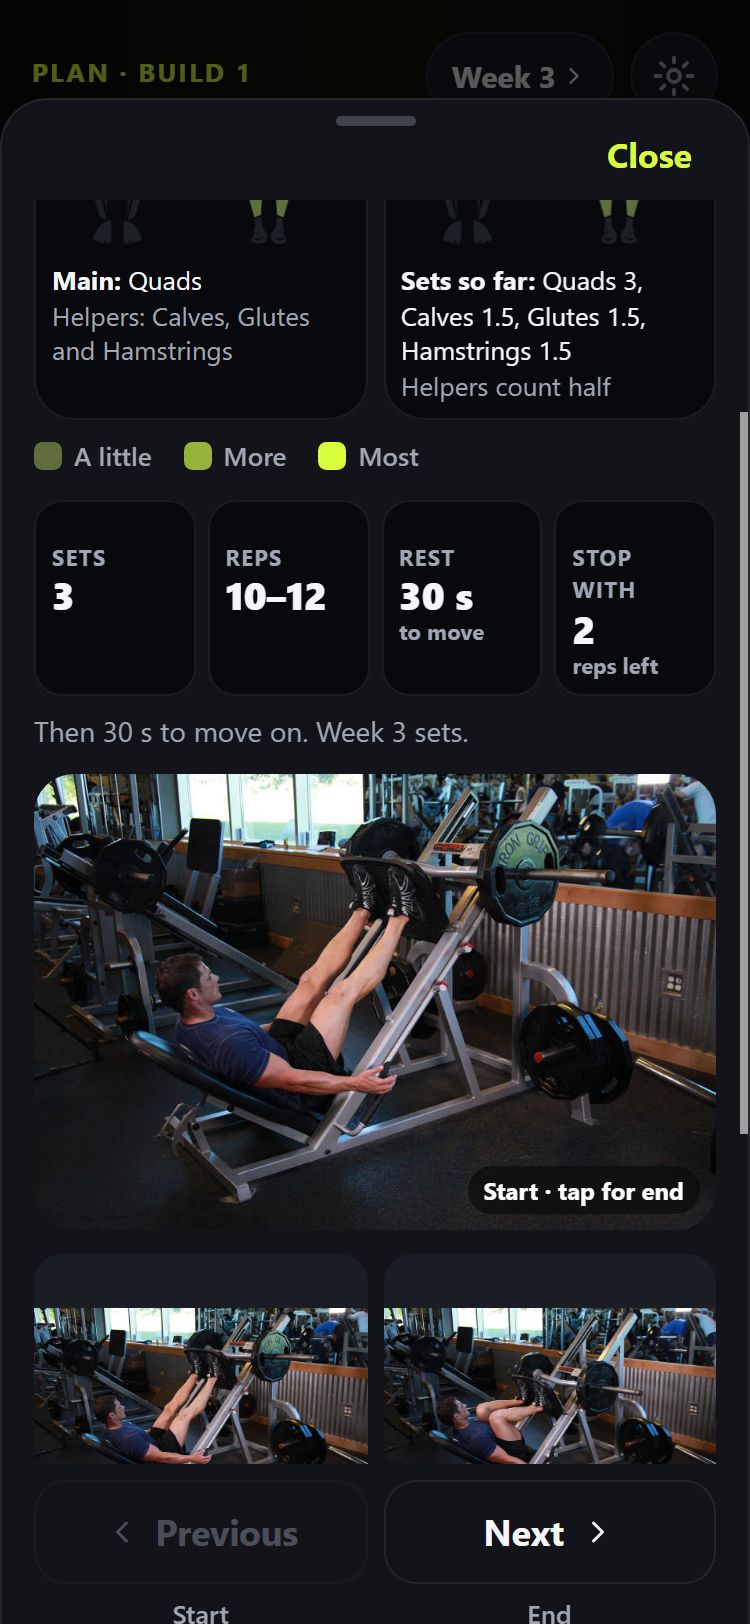 PLAN · BUILD 1
Week 3
Close
Main: Quads
Helpers: Calves, Glutes
and Hamstrings
Sets so far: Quads 3,
Calves 1.5, Glutes 1.5,
Hamstrings 1.5
Helpers count half
A little
More
Most
SETS
3
REPS
10–12
REST
30 s
to move
STOP
WITH
2
reps left
Then 30 s to move on. Week 3 sets.
IRON GRIP
Start · tap for end
Previous
Next
Start
End